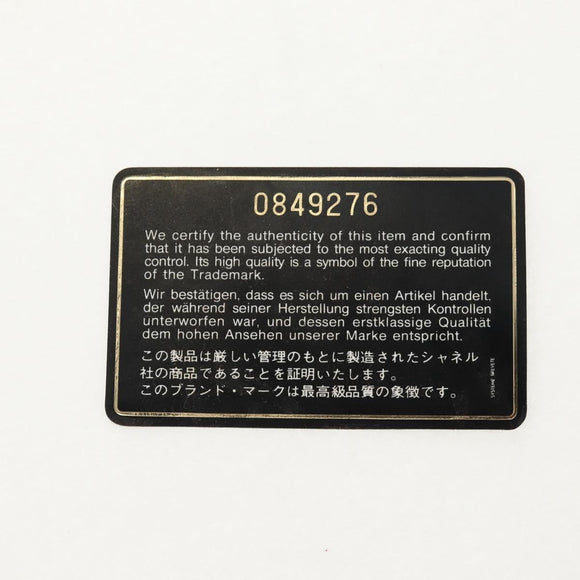 0849276
We certify the authenticity of this item and confirm
that it has been subjected to the most exacting quality
control. Its high quality is a symbol of the fine reputation
of the Trademark.
Wir bestätigen, dass es sich um einen Artikel handelt,
der während seiner Herstellung strengsten Kontrollen
unterworfen war, und dessen erstklassige Qualität
dem hohen Ansehen unserer Marke entspricht.
この製品は厳しい管理のもとに製造されたシャネル
社の商品であることを証明いたします。
このブランド・マークは最高級品質の象徴です。
SYSTEME BREVETE